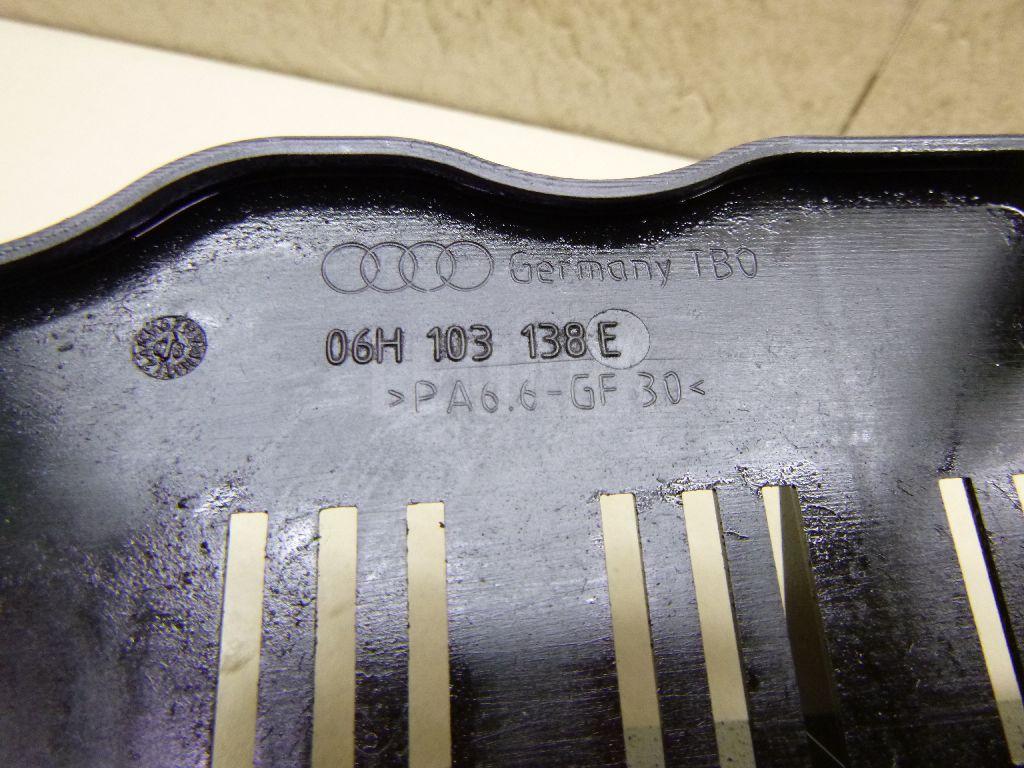 Germany TBO
06H 103 138 E
>PA6.6-GF 30<